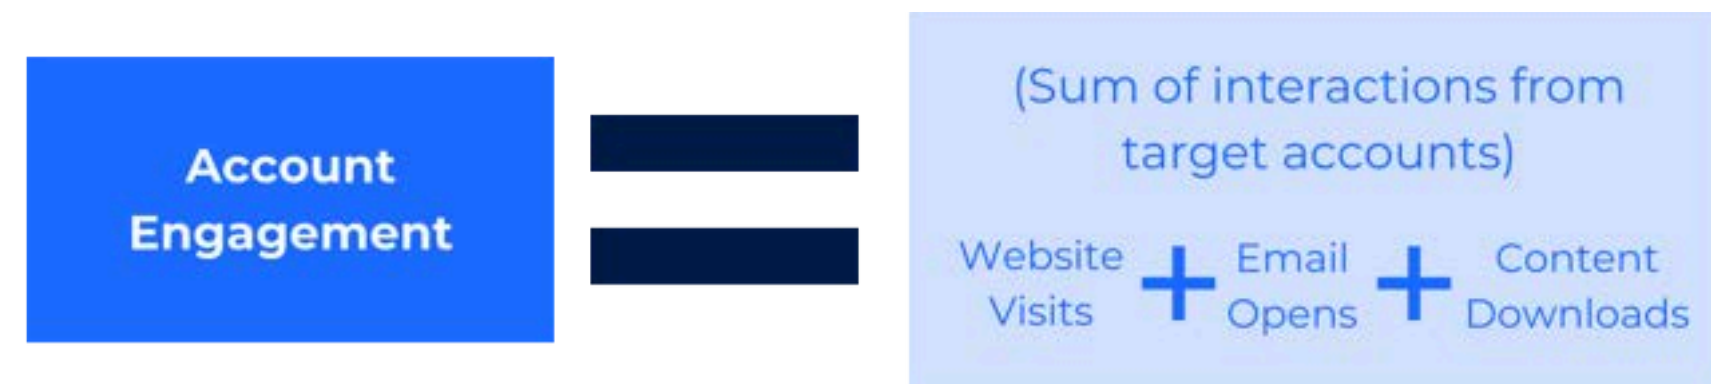 Account
Engagement
(Sum of interactions from
target accounts)
Website
Visits
+
Email
Opens
+
Content
Downloads